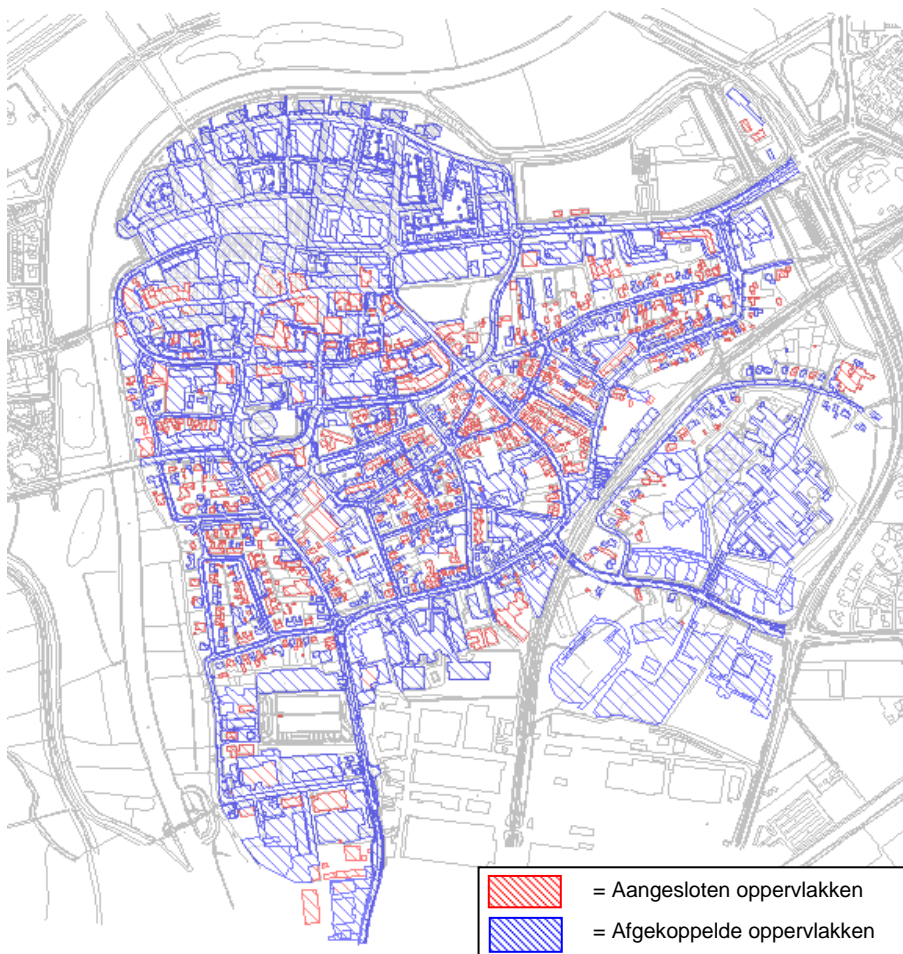 = Aangesloten oppervlakken
= Afgekoppelde oppervlakken